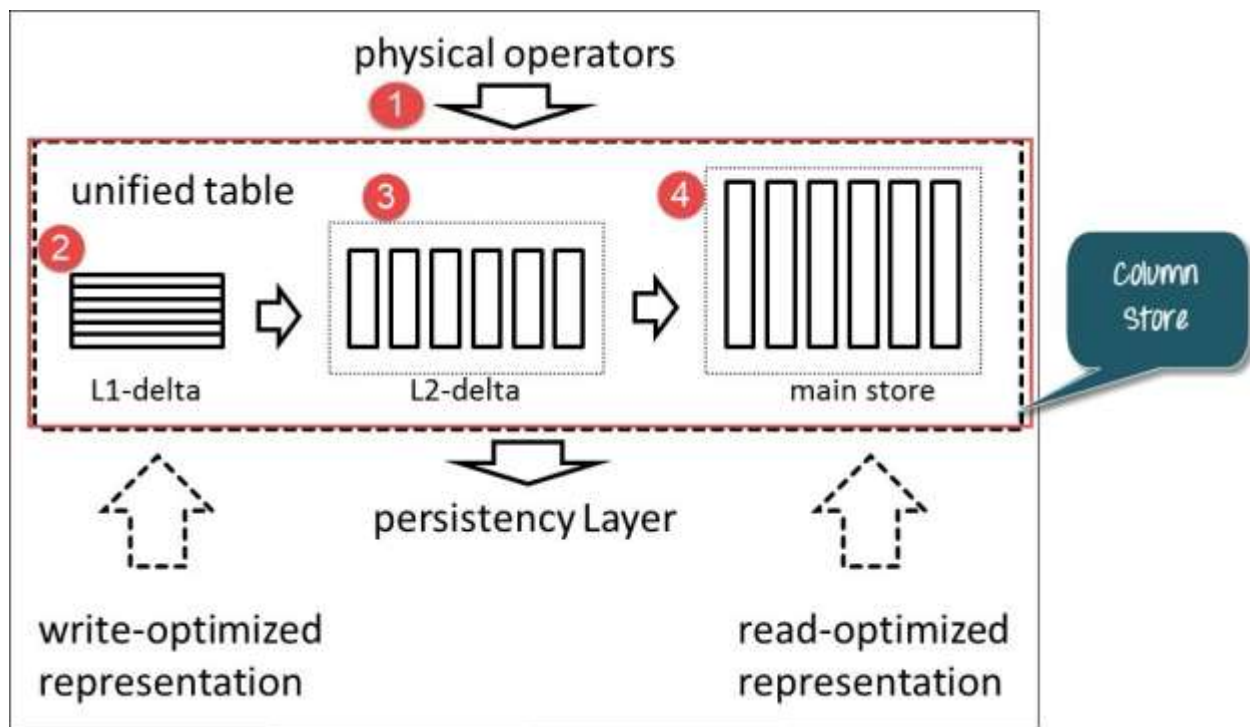 physical operators
1
unified table
2
3
4
L1-delta
L2-delta
main store
Column
Store
persistency Layer
write-optimized
representation
read-optimized
representation